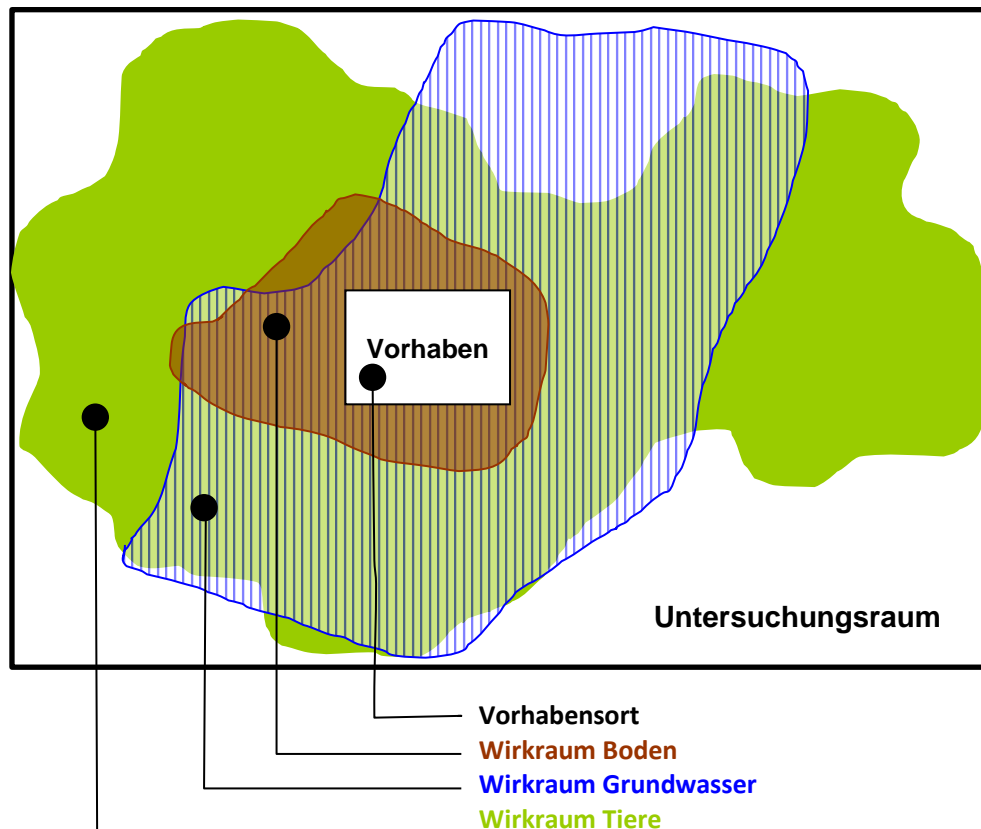 Vorhaben
Untersuchungsraum
Vorhabensort
Wirkraum Boden
Wirkraum Grundwasser
Wirkraum Tiere